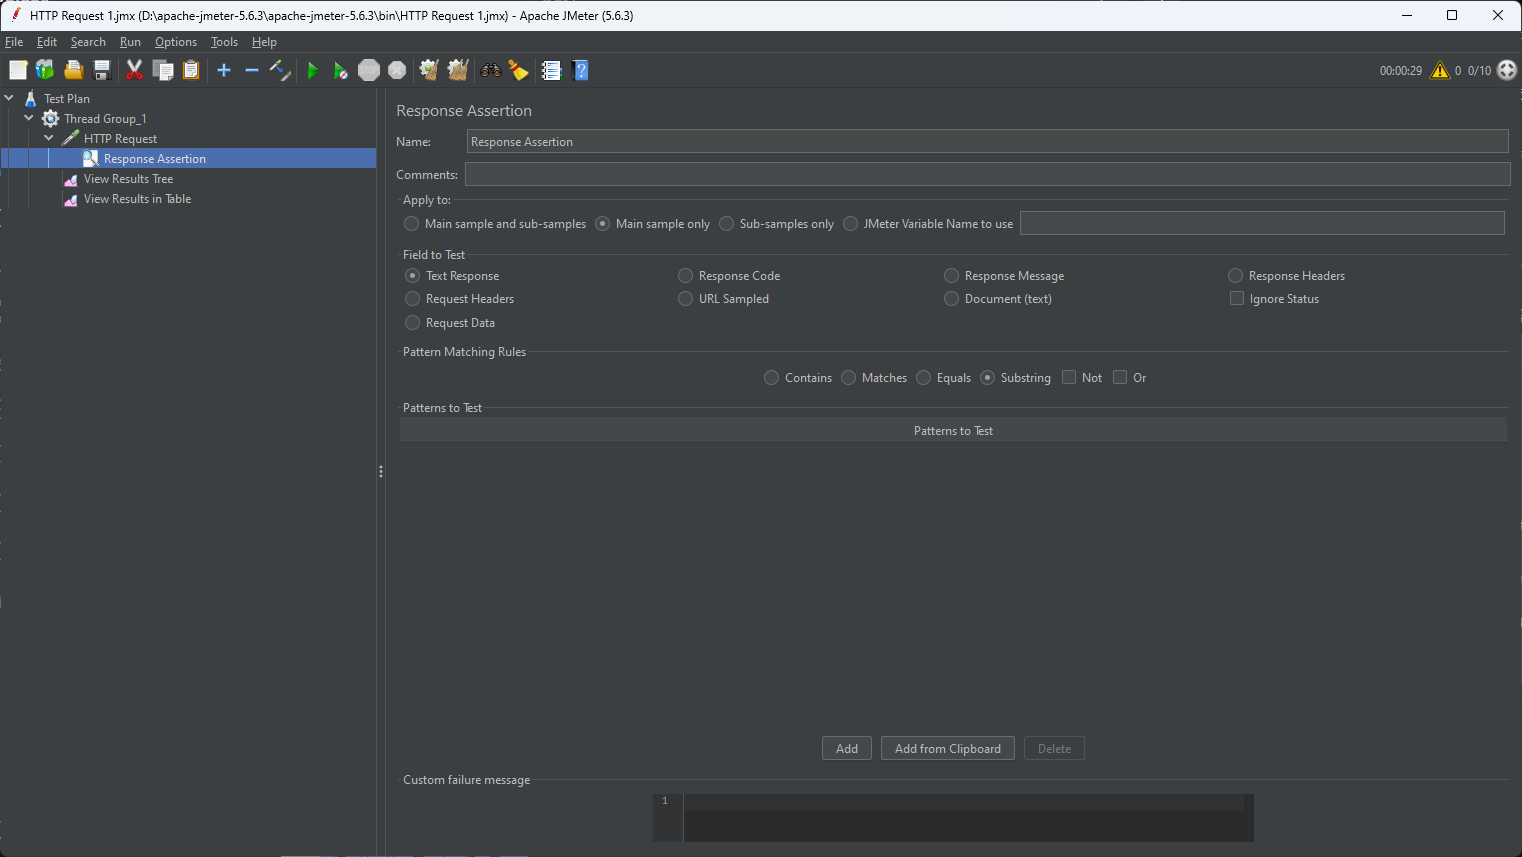 HTTP Request 1.jmx (D:\apache-jmeter-5.6.3\apache-jmeter-5.6.3\bin\HTTP Request 1.jmx) - Apache JMeter (5.6.3)
File Edit Search Run Options Tools Help
STOP 00:00:29 0 0/10
Test Plan
Thread Group_1
HTTP Request
Response Assertion
View Results Tree
View Results in Table
Response Assertion
Name: Response Assertion
Comments:
Apply to:
Main sample and sub-samples Main sample only Sub-samples only JMeter Variable Name to use
Field to Test
Text Response Response Code Response Message Response Headers
Request Headers URL Sampled Document (text) Ignore Status
Request Data
Pattern Matching Rules
Contains Matches Equals Substring Not Or
Patterns to Test
Patterns to Test
Add Add from Clipboard Delete
Custom failure message
1